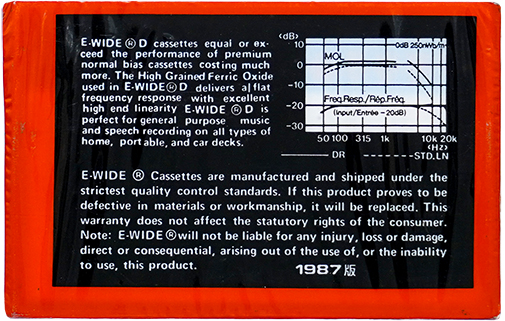 E-WIDE ® D cassettes equal or ex-
ceed the performance of premium
normal bias cassettes costing much
more. The High Grained Ferric Oxide
used in E-WIDE ® D delivers a flat
frequency response with excellent
high end linearity E-WIDE ® D is
perfect for general purpose music
and speech recording on all types of
home, portable, and car decks.
(dB)
10
0
-10
-20
-30
0dB 250nWb/m
MOL
Freq.Resp./Rép.Fréq.
(input/Entrée -20dB)
50 100 315 1k 10k 20k
(Hz)
DR STD.LN
E-WIDE ® Cassettes are manufactured and shipped under the
strictest quality control standards. If this product proves to be
defective in materials or workmanship, it will be replaced. This
warranty does not affect the statutory rights of the consumer.
Note: E-WIDE ® will not be liable for any injury, loss or damage,
direct or consequential, arising out of the use of, or the inability
to use, this product.
1987版